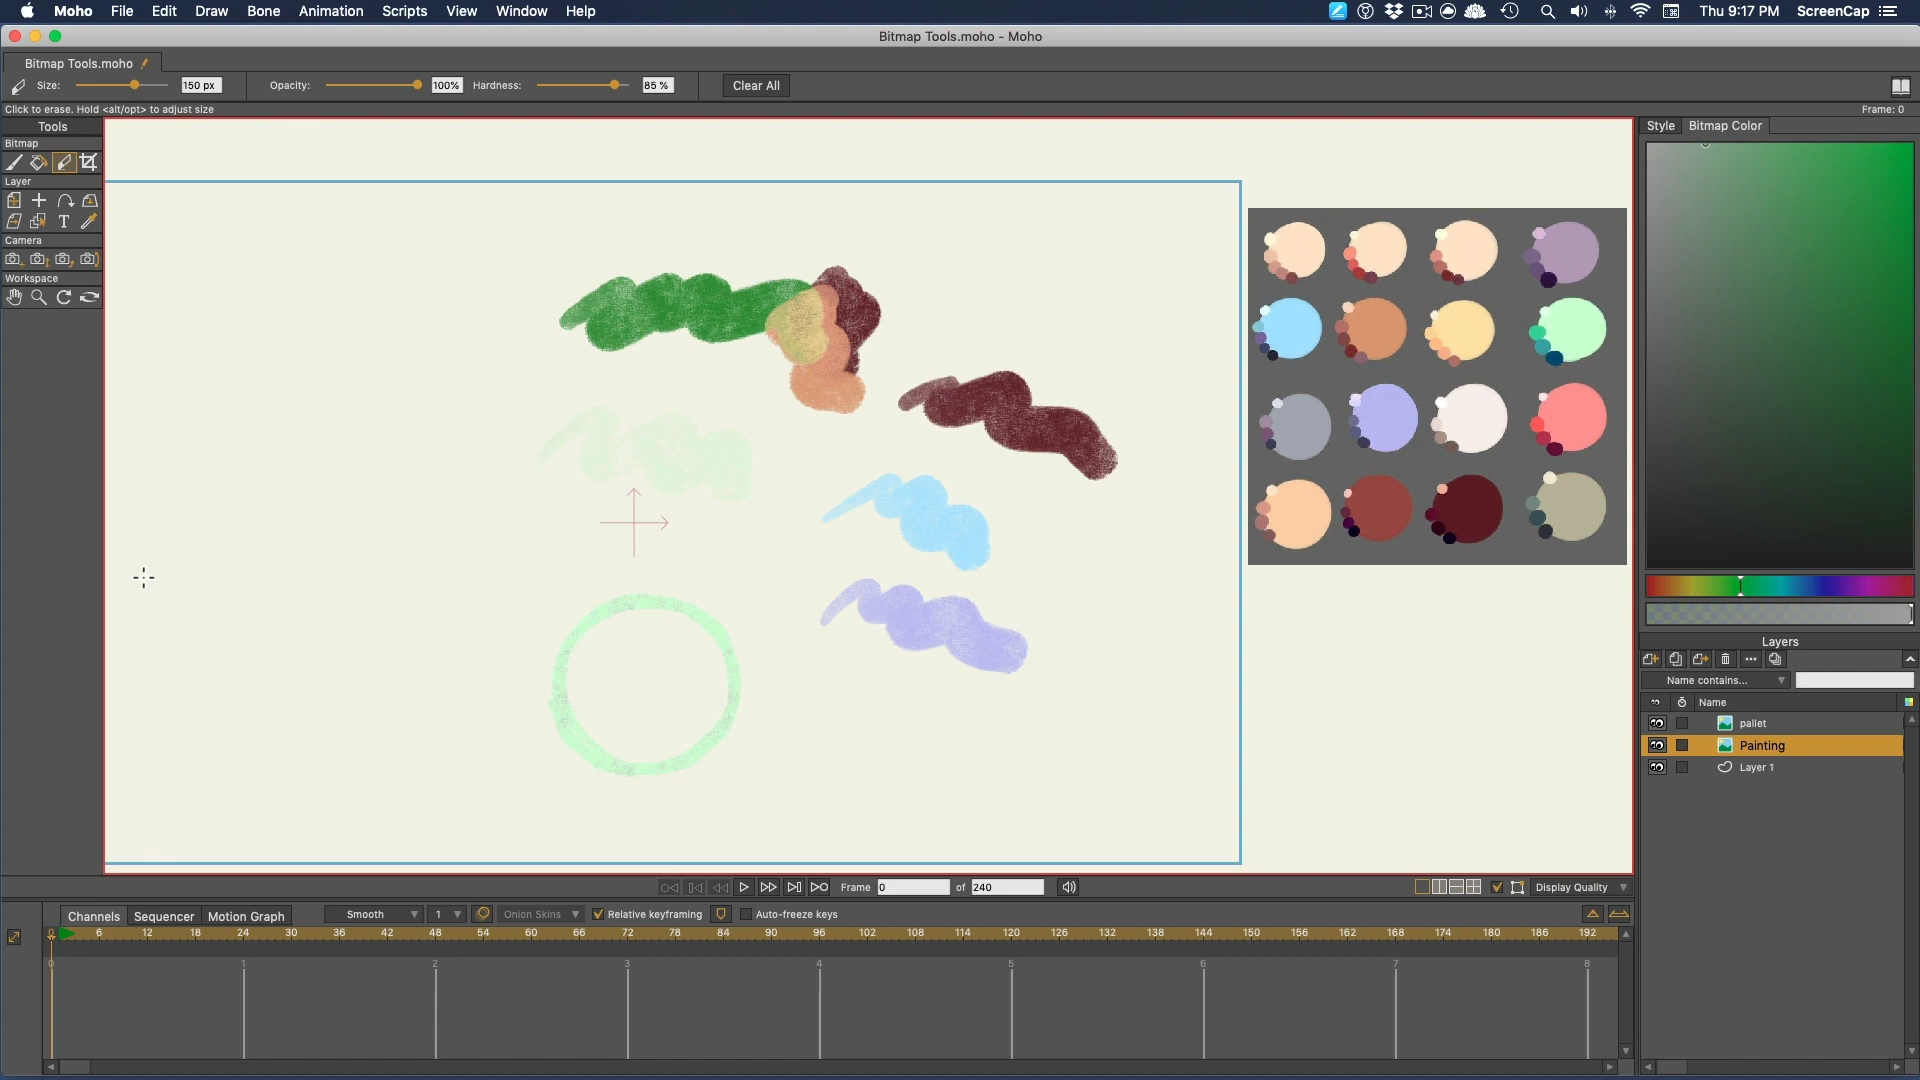 Moho File Edit Draw Bone Animation Scripts View Window Help Thu 9:17 PM ScreenCap
Bitmap Tools.moho - Moho
Bitmap Tools.moho
Size: 150 px Opacity: 100% Hardness: 85 % Clear All
Click to erase. Hold <alt/opt> to adjust size Frame: 0
Tools
Bitmap
Layer
T
Camera
Workspace
Style Bitmap Color
Layers
Name contains...
Name
pallet
Painting
Layer 1
Frame 0 of 240 Display Quality
Channels Sequencer Motion Graph Smooth 1 Onion Skins Relative keyframing Auto-freeze keys
0 6 12 18 24 30 36 42 48 54 60 66 72 78 84 90 96 102 108 114 120 126 132 138 144 150 156 162 168 174 180 186 192
0 1 2 3 4 5 6 7 8